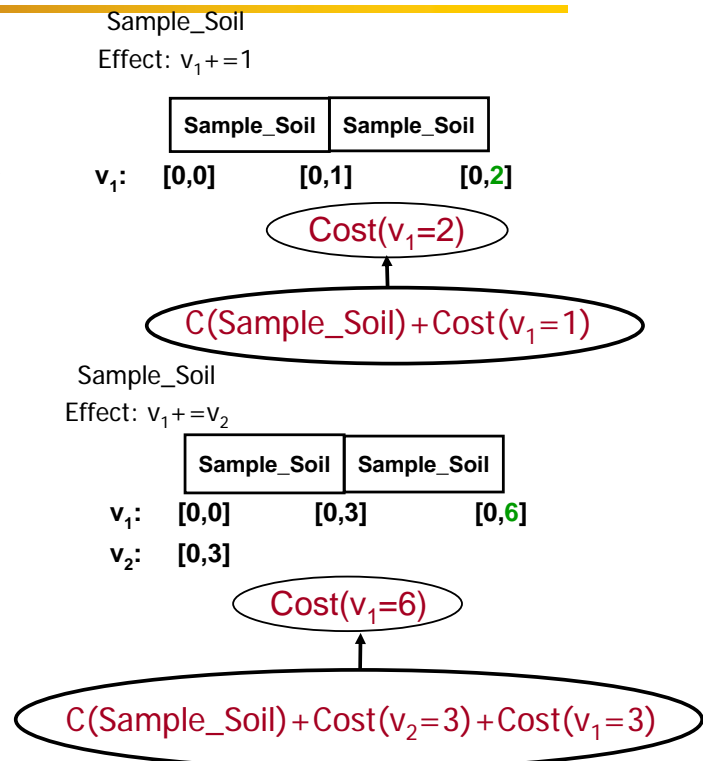 Sample_Soil
Effect: v₁+=1
Sample_Soil Sample_Soil
v₁: [0,0] [0,1] [0,2]
Cost(v₁=2)
C(Sample_Soil)+Cost(v₁=1)
Sample_Soil
Effect: v₁+=v₂
Sample_Soil Sample_Soil
v₁: [0,0] [0,3] [0,6]
v₂: [0,3]
Cost(v₁=6)
C(Sample_Soil)+Cost(v₂=3)+Cost(v₁=3)